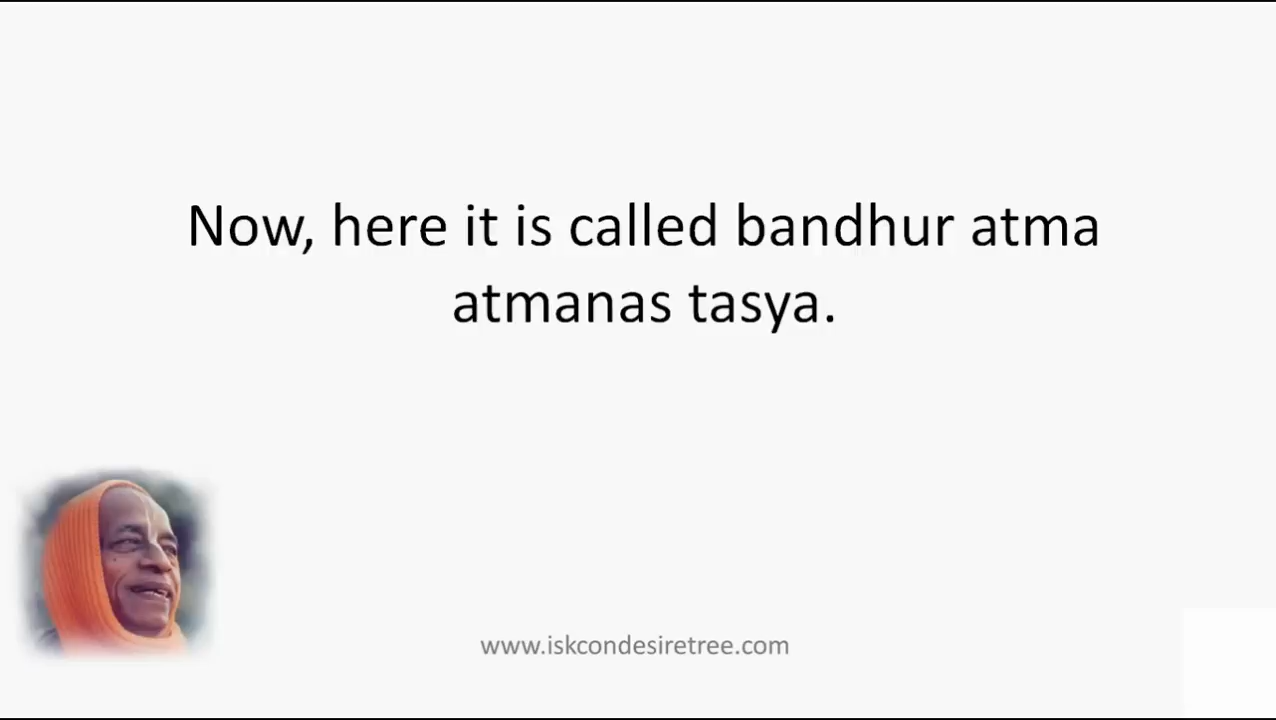 Now, here it is called bandhur atma
atmanas tasya.
www.iskcondesiretree.com